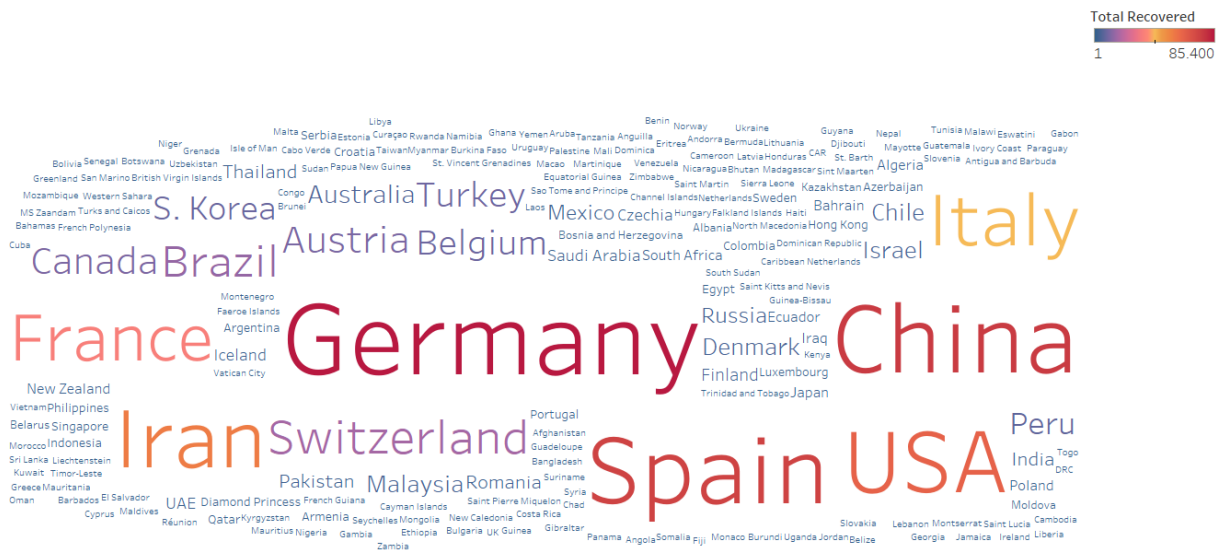 Total Recovered
1 85.400
Libya
Benin Norway Ukraine
Malta Serbia Estonia Curaçao Rwanda Namibia Ghana Yemen Aruba Tanzania Anguilla Andorra Bermuda Lithuania Guyana Nepal Tunisia Malawi Eswatini Gabon
Niger Grenada Isle of Man Cabo Verde Croatia Taiwan Myanmar Burkina Faso Uruguay Palestine Mali Dominica Eritrea Djibouti Mayotte Guatemala Ivory Coast Paraguay
Bolivia Senegal Botswana Uzbekistan St. Vincent Grenadines Macao Martinique Venezuela Cameroon Latvia Honduras CAR St. Barth Algeria Slovenia Antigua and Barbuda
Greenland San Marino British Virgin Islands Thailand Sudan Papua New Guinea Equatorial Guinea Zimbabwe Nicaragua Bhutan Madagascar Sint Maarten
Mozambique Western Sahara Congo Australia Turkey Sao Tome and Principe Saint Martin Sierra Leone Kazakhstan Azerbaijan
MS Zaandam Turks and Caicos S. Korea Brunei Laos Mexico Czechia Channel Islands Netherlands Sweden Bahrain Chile Italy
Bahamas French Polynesia Hungary Falkland Islands Haiti Albania North Macedonia Hong Kong
Cuba Canada Brazil Austria Belgium Bosnia and Herzegovina Saudi Arabia South Africa Colombia Dominican Republic Israel
Caribbean Netherlands
South Sudan
Montenegro Egypt Saint Kitts and Nevis
Faeroe Islands Guinea-Bissau
France Argentina Germany Russia Ecuador China
Iceland Denmark Iraq
Vatican City Kenya
Finland Luxembourg
New Zealand Trinidad and Tobago Japan
Vietnam Philippines Portugal
Belarus Singapore Iran Switzerland Afghanistan Peru
Morocco Indonesia Guadeloupe Spain USA
Sri Lanka Liechtenstein Bangladesh India Togo
Kuwait Timor-Leste Pakistan Malaysia Romania Suriname DRC
Greece Mauritania Syria Poland
Oman Barbados El Salvador UAE Diamond Princess French Guiana Cayman Islands Saint Pierre Miquelon Chad Moldova
Cyprus Maldives Réunion Qatar Kyrgyzstan Armenia Seychelles Mongolia New Caledonia Costa Rica
Mauritius Nigeria Gambia Ethiopia Bulgaria UK Guinea Gibraltar Slovakia Lebanon Montserrat Saint Lucia Cambodia
Zambia Panama Angola Somalia Fiji Monaco Burundi Uganda Jordan Belize Georgia Jamaica Ireland Liberia